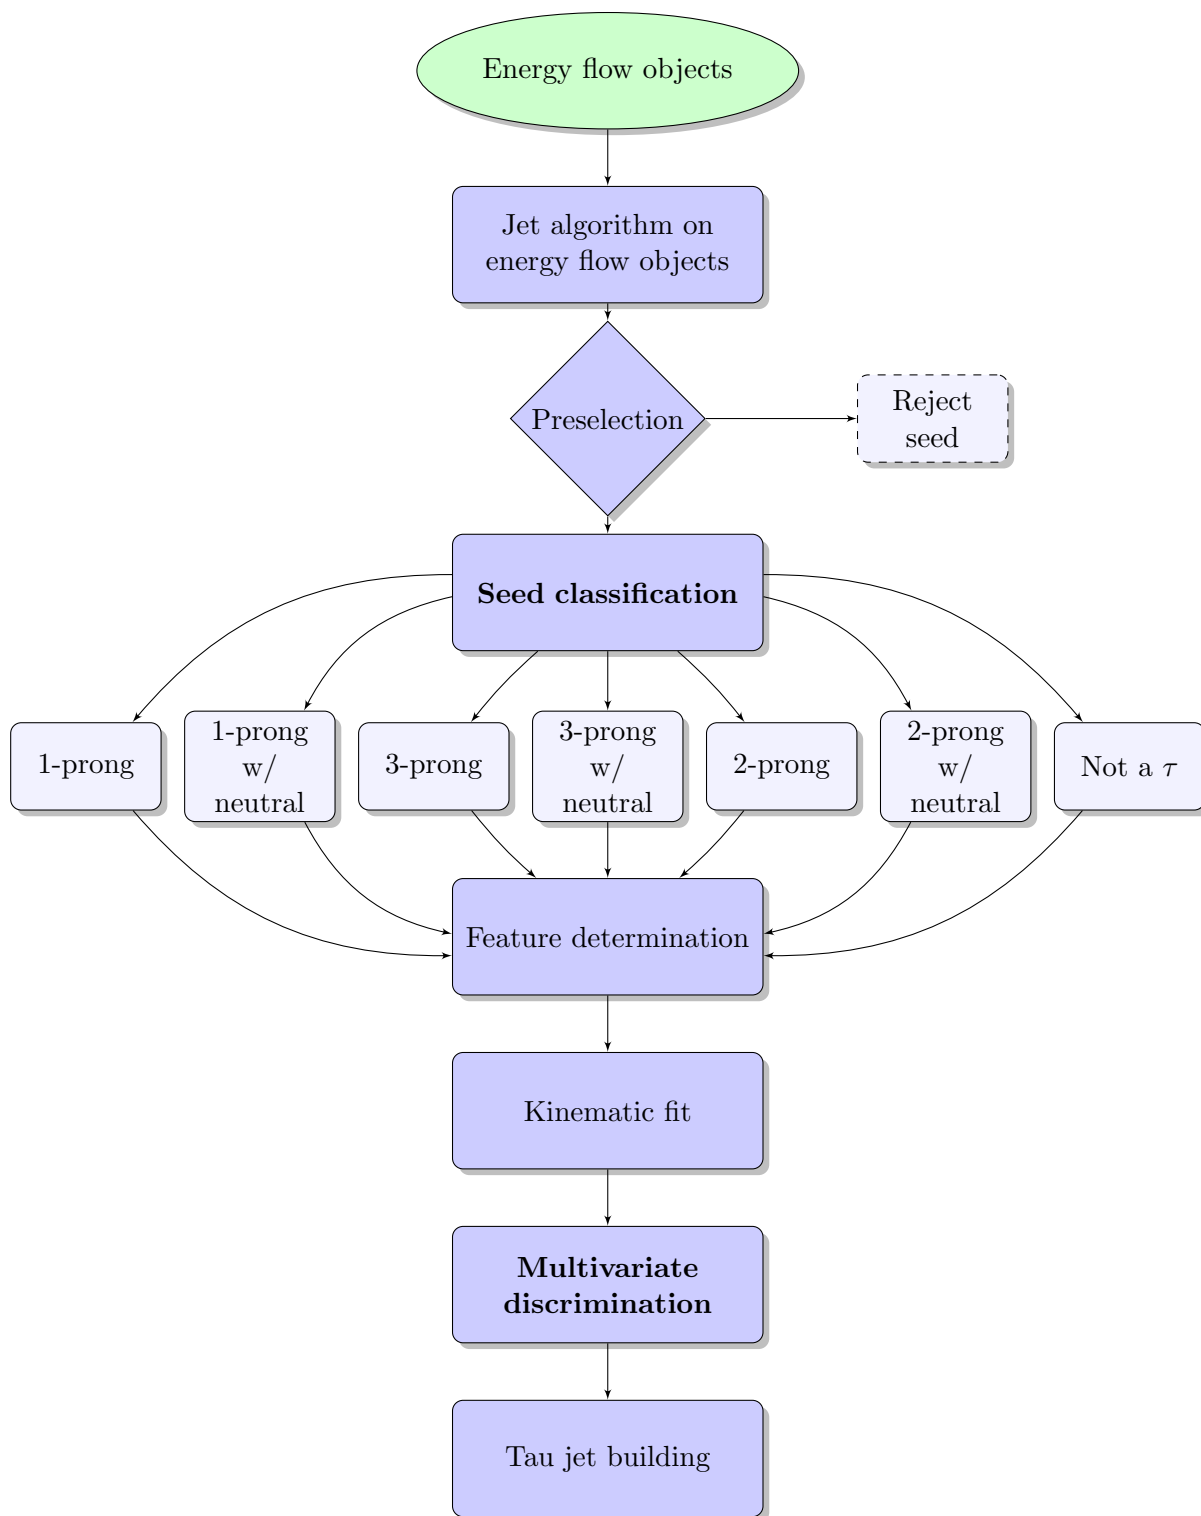 Energy flow objects
Jet algorithm on
energy flow objects
Preselection
Reject
seed
Seed classification
1-prong
1-prong
w/
neutral
3-prong
3-prong
w/
neutral
2-prong
2-prong
w/
neutral
Not a τ
Feature determination
Kinematic fit
Multivariate
discrimination
Tau jet building